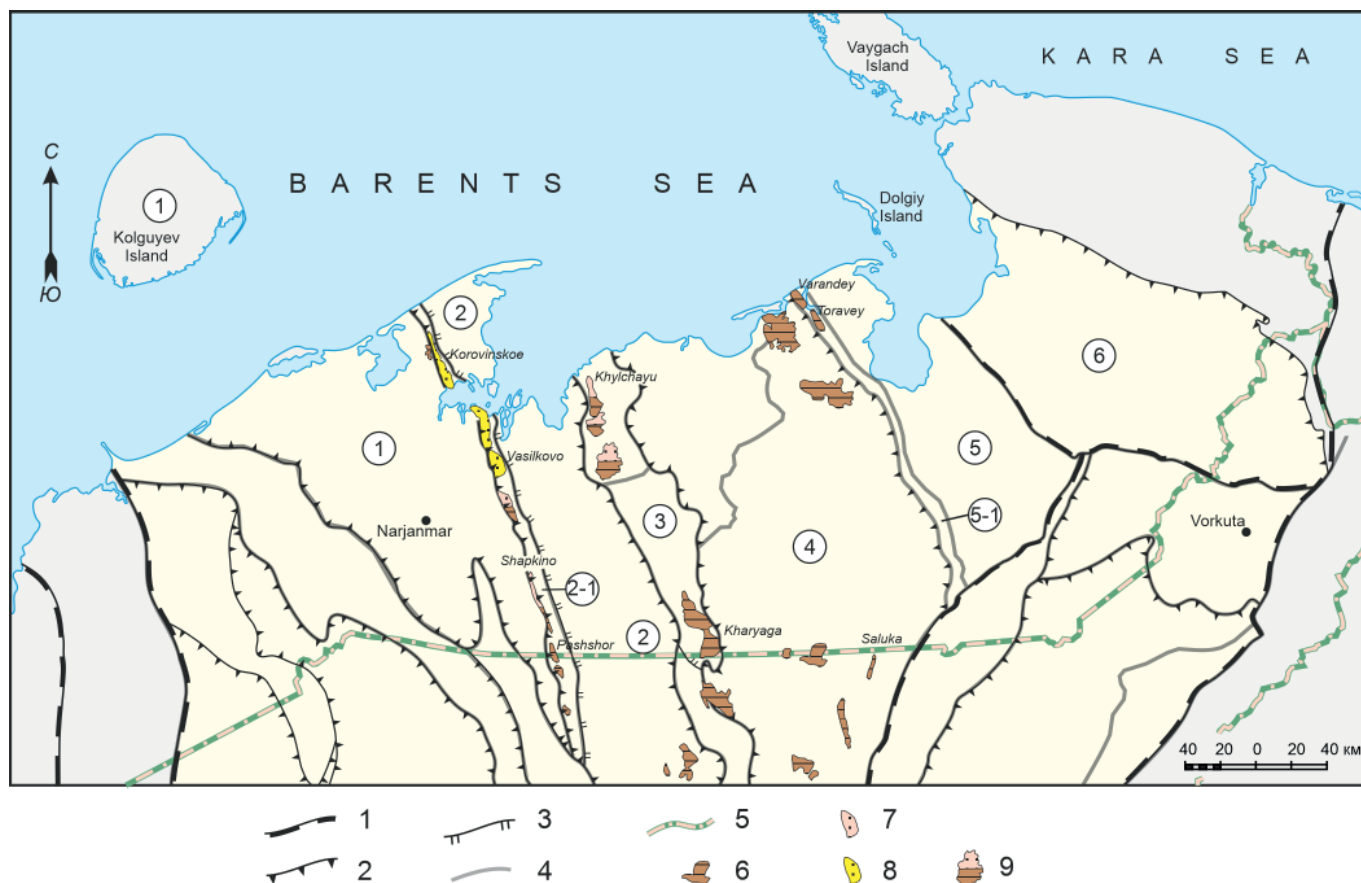 Vaygach
Island
KARA SEA
С
Ю
1
Kolguyev
Island
BARENTS SEA
Dolgiy
Island
Varandey
Toravey
2
Korovinskoe
6
Khylchayu
1
Vasilkovo
5
Narjanmar
3
4
5-1
Vorkuta
Shapkino
2-1
2
Kharyaga
Pashshor
Saluka
40 20 0 20 40 км
1
3
5
7
2
4
6
8
9